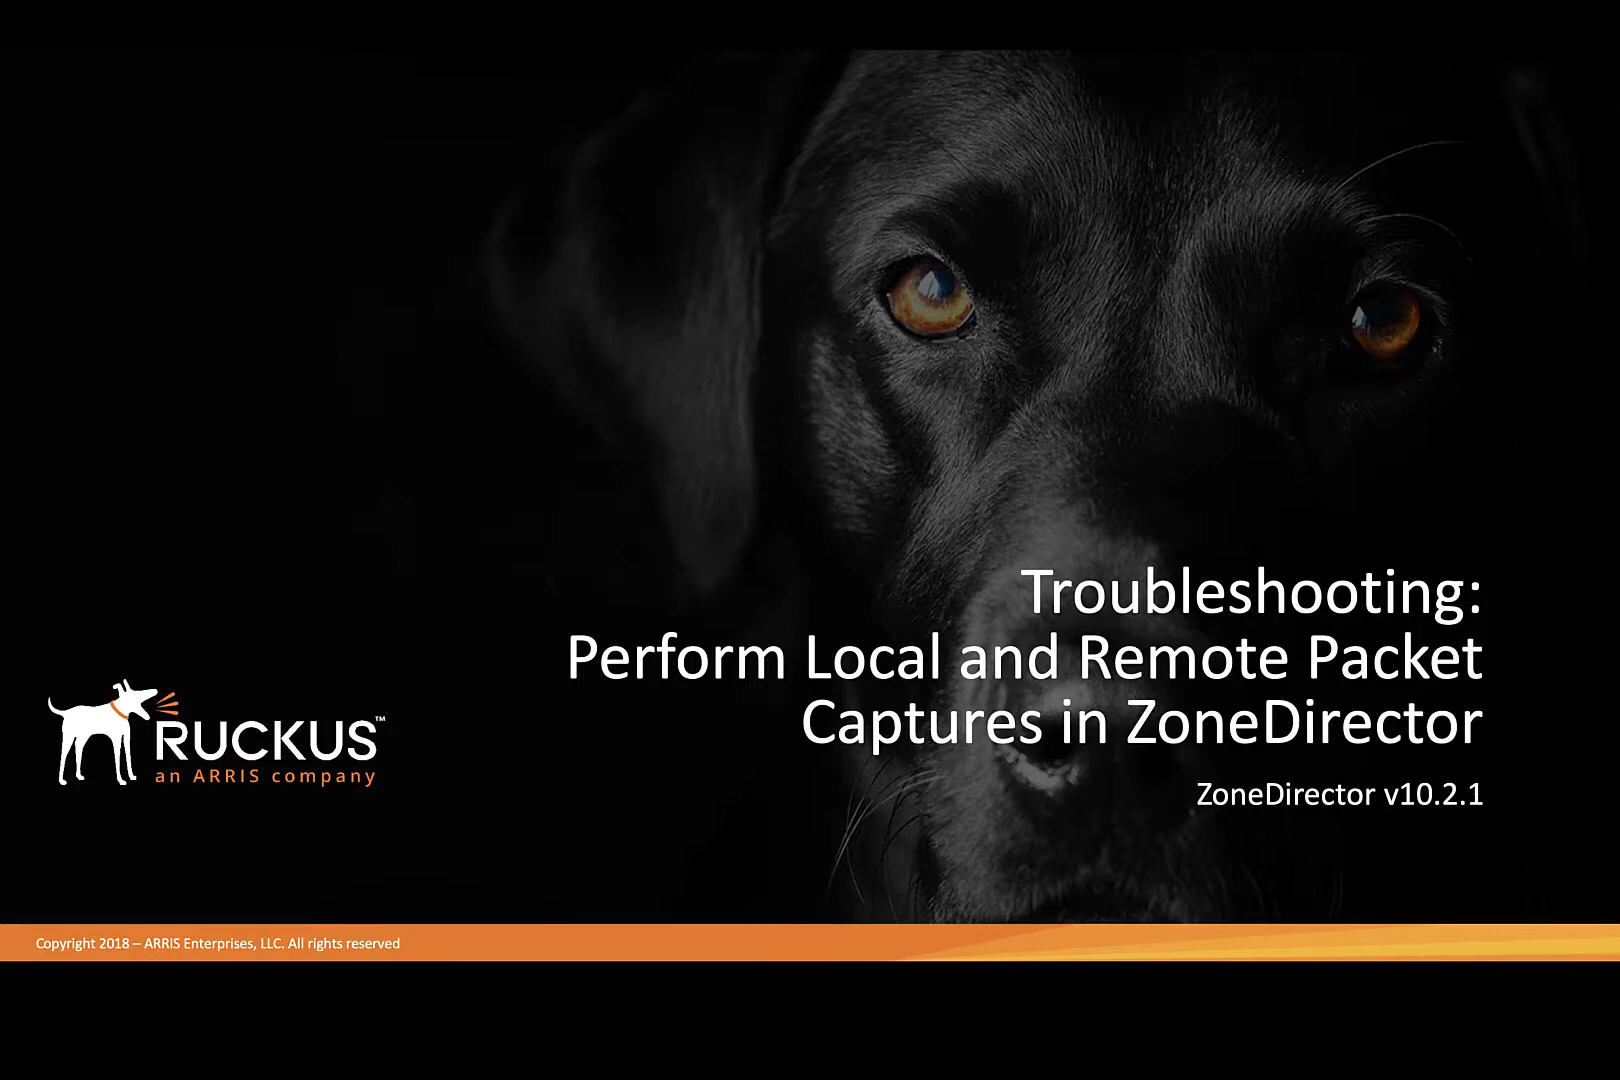 Troubleshooting:
Perform Local and Remote Packet
Captures in ZoneDirector
ZoneDirector v10.2.1
RUCKUS™
an ARRIS company
Copyright 2018 – ARRIS Enterprises, LLC. All rights reserved